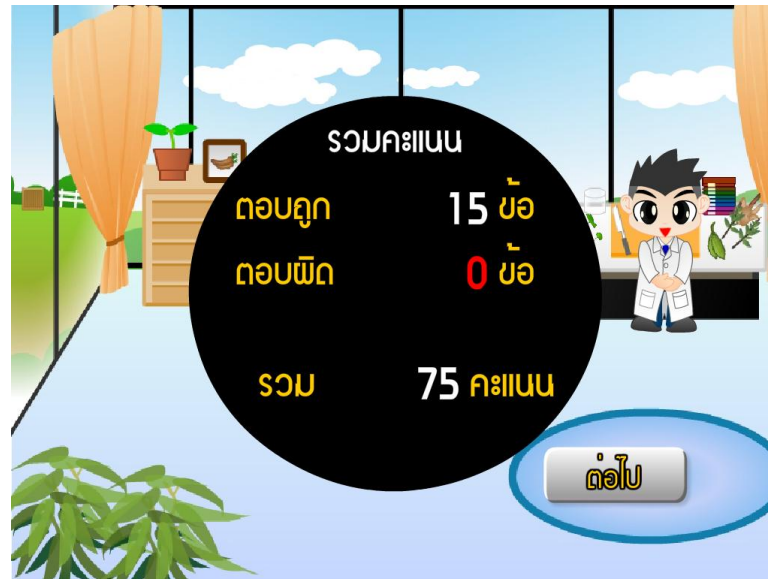 รวมคะแนน
ตอบถูก 15 ข้อ
ตอบผิด 0 ข้อ
รวม 75 คะแนน
ต่อไป